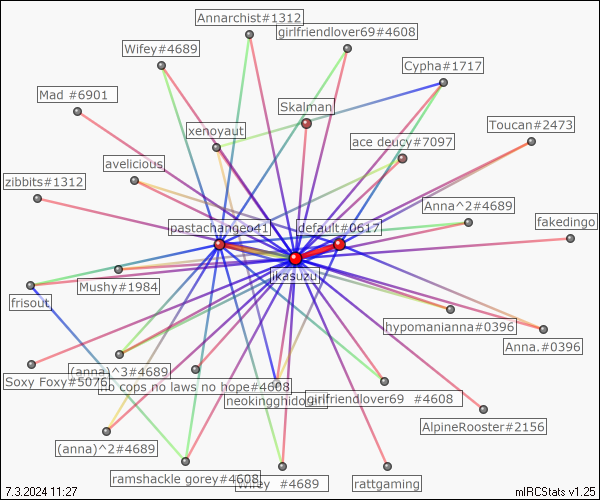 Annarchist#1312
girlfriendlover69#4608
Wifey#4689
Cypha#1717
Mad #6901
Skalman
Toucan#2473
xenoyaut
ace deucy#7097
avelicious
zibbits#1312
Anna^2#4689
fakedingo
pastachangeo41
default#0617
ikasuzu
Mushy#1984
frisout
hypomanianna#0396
Anna.#0396
(anna)^3#4689
Soxy Foxy#5076
no cops no laws no hope#4608
neokingghidorah
girlfriendlover69 #4608
AlpineRooster#2156
(anna)^2#4689
ramshackle gorey#4608
Wifey #4689
rattgaming
7.3.2024 11:27
mIRCStats v1.25